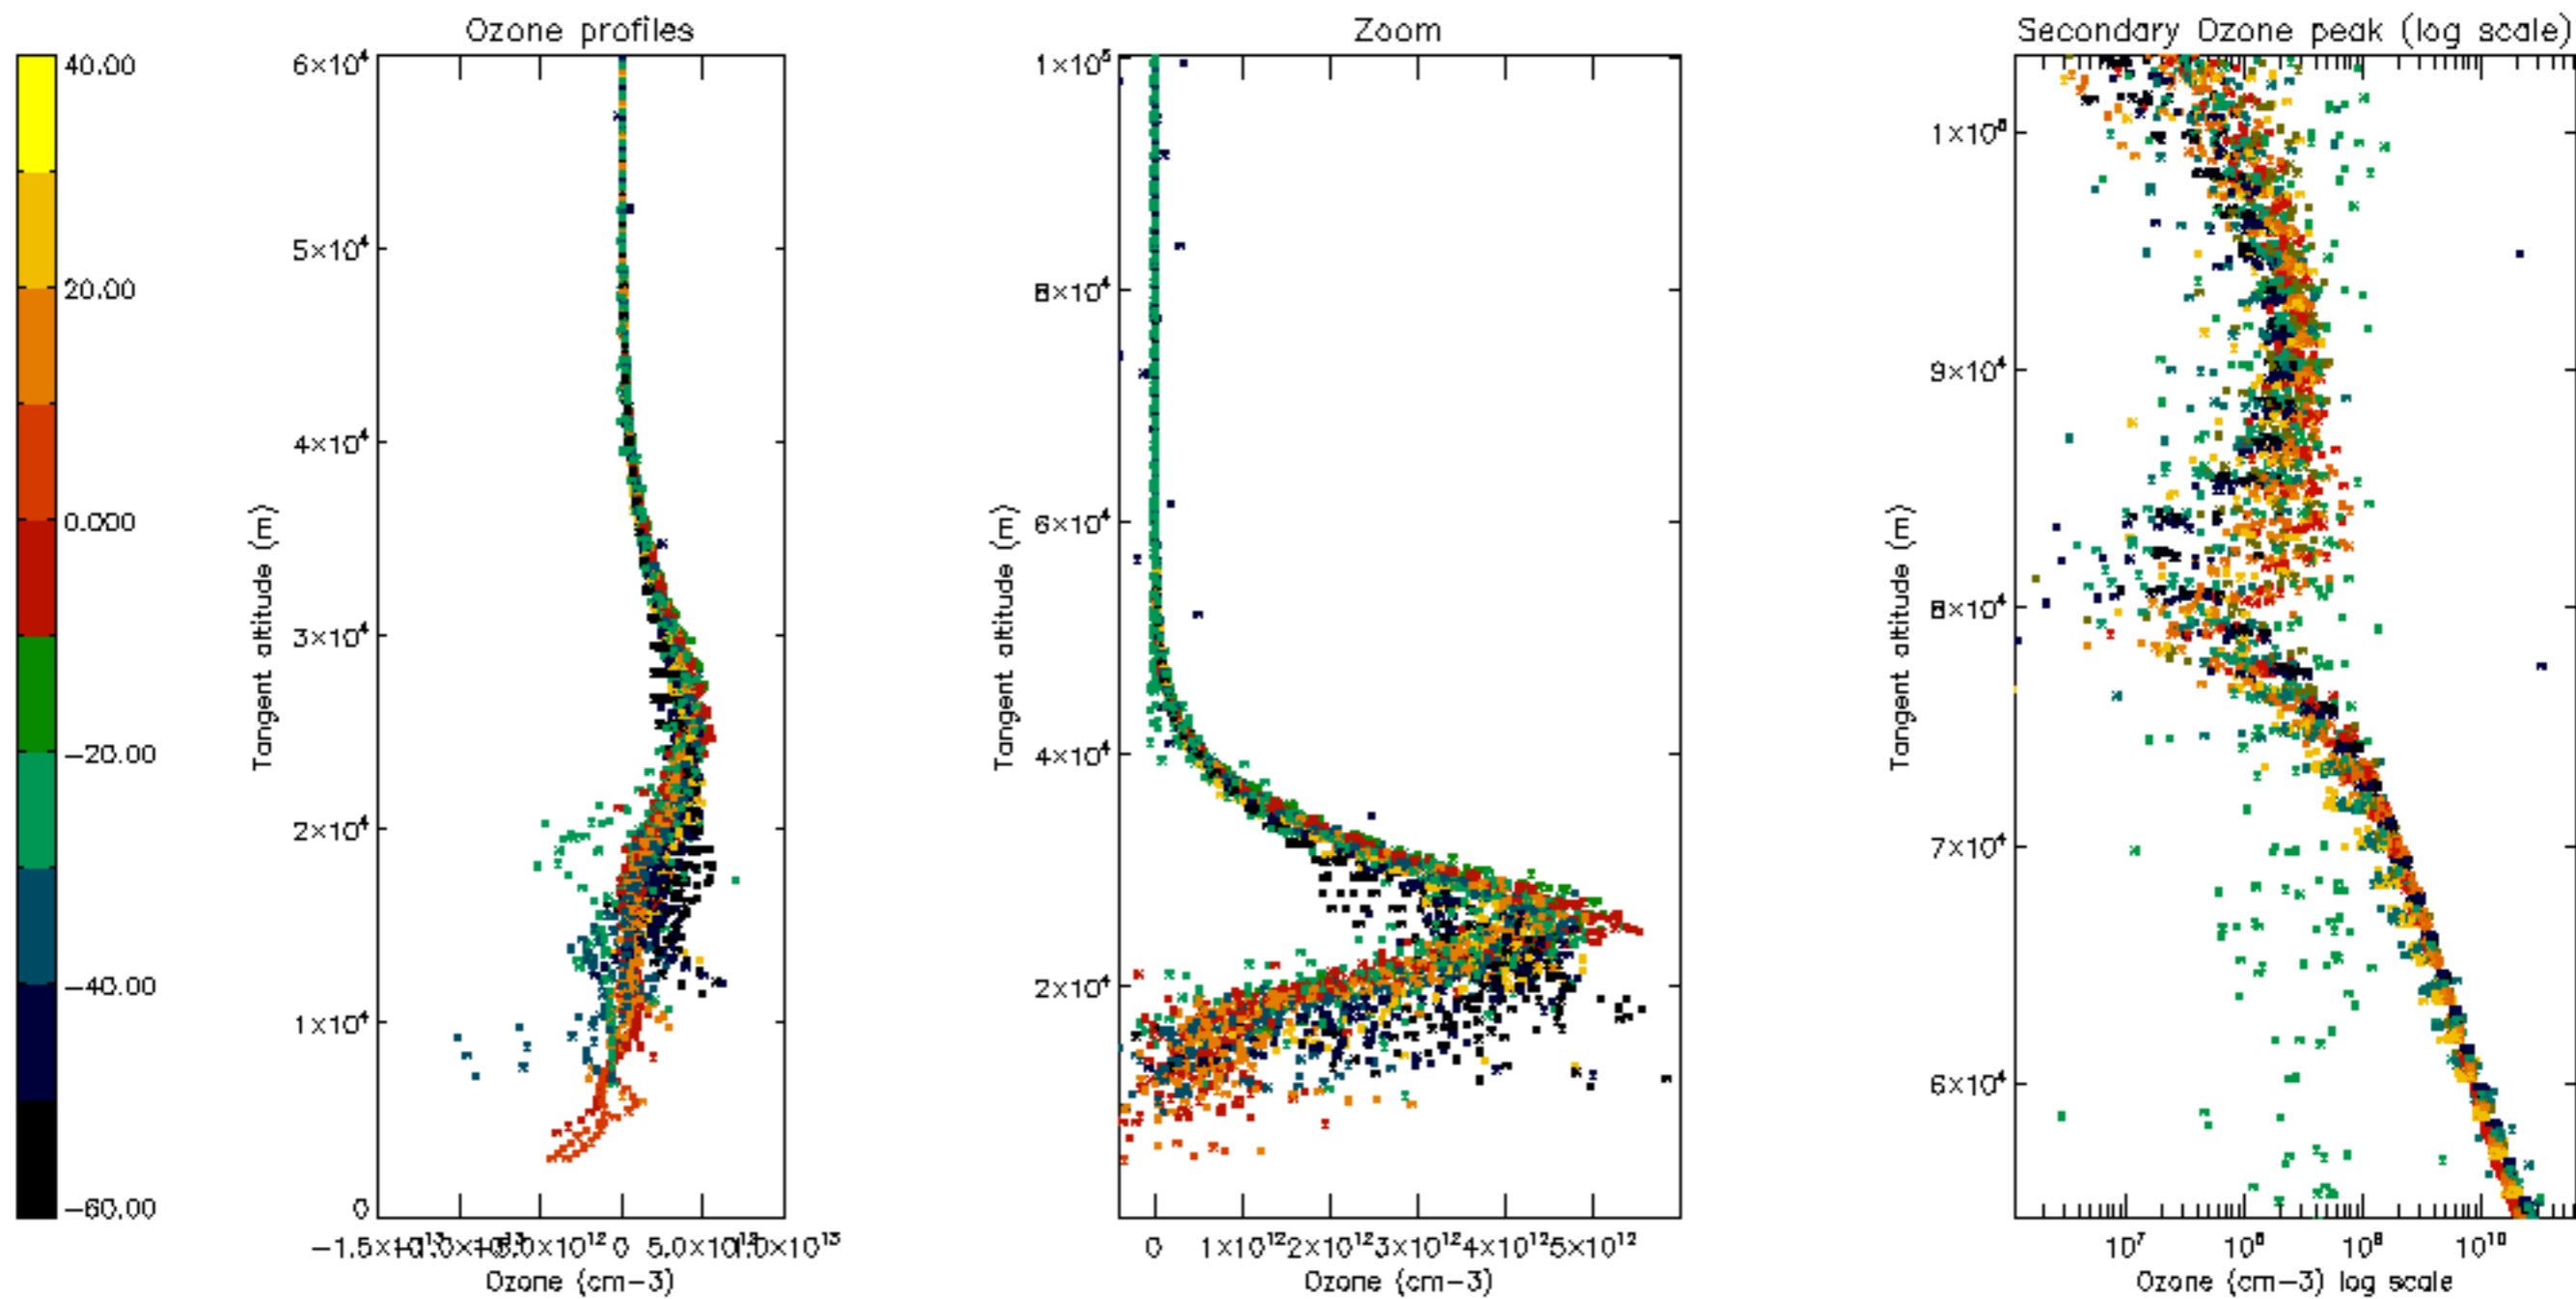 Ozone profiles
Zoom
Secondary Ozone peak (log scale)
40.00
20.00
0.000
−20.00
−40.00
−60.00
Tangent altitude (m)
6×10⁴
5×10⁴
4×10⁴
3×10⁴
2×10⁴
1×10⁴
0
0 5.0×10¹²
Ozone (cm−3)
Tangent altitude (m)
1×10⁵
8×10⁴
6×10⁴
4×10⁴
2×10⁴
0 1×10¹² 2×10¹² 3×10¹² 4×10¹² 5×10¹²
Ozone (cm−3)
Tangent altitude (m)
1×10⁵
9×10⁴
8×10⁴
7×10⁴
6×10⁴
10⁷ 10⁸ 10⁹ 10¹⁰
Ozone (cm−3) log scale